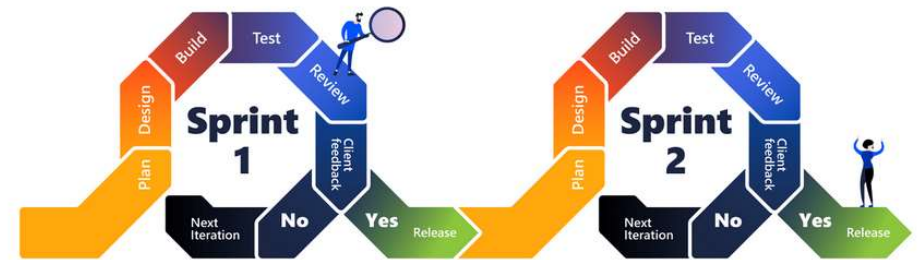 Plan
Design
Build
Test
Review
Client
feedback
Sprint
1
Next
Iteration
No
Yes
Release
Plan
Design
Build
Test
Review
Client
feedback
Sprint
2
Next
Iteration
No
Yes
Release